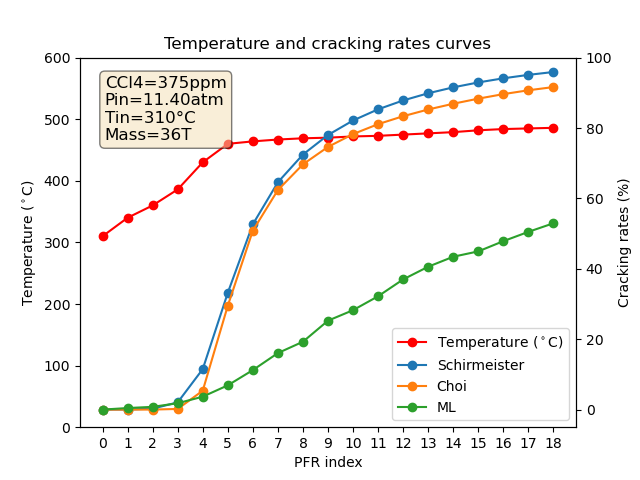 Temperature and cracking rates curves
CCl4=375ppm
Pin=11.40atm
Tin=310°C
Mass=36T
Temperature (°C)
600
500
400
300
200
100
0
Cracking rates (%)
100
80
60
40
20
0
Temperature (°C)
Schirmeister
Choi
ML
0 1 2 3 4 5 6 7 8 9 10 11 12 13 14 15 16 17 18
PFR index